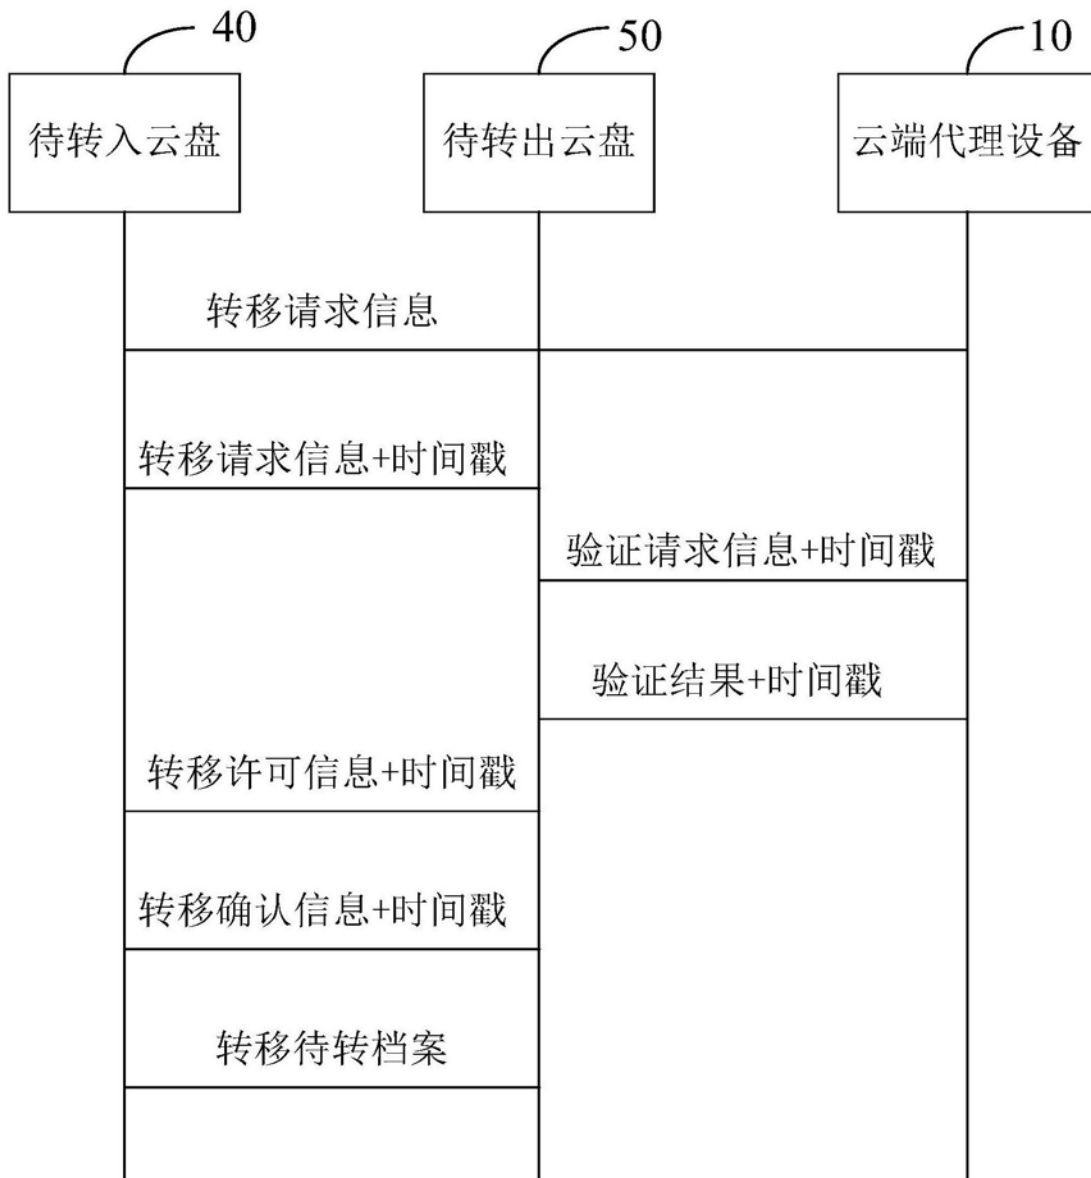 40
50
10
待转入云盘
待转出云盘
云端代理设备
转移请求信息
转移请求信息+时间戳
验证请求信息+时间戳
验证结果+时间戳
转移许可信息+时间戳
转移确认信息+时间戳
转移待转档案